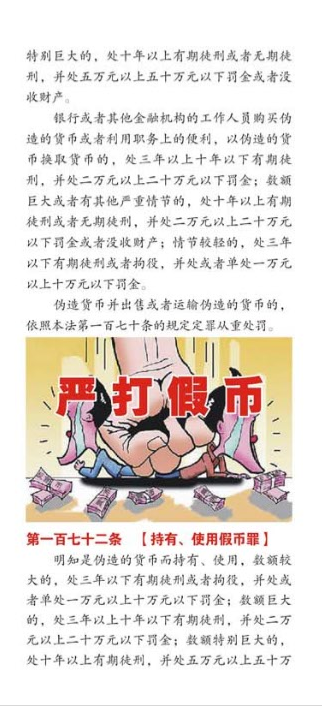 特别巨大的，处十年以上有期徒刑或者无期徒
刑，并处五万元以上五十万元以下罚金或者没
收财产。
银行或者其他金融机构的工作人员购买伪
造的货币或者利用职务上的便利，以伪造的货
币换取货币的，处三年以上十年以下有期徒
刑，并处二万元以上二十万元以下罚金；数额
巨大或者有其他严重情节的，处十年以上有期
徒刑或者无期徒刑，并处二万元以上二十万元
以下罚金或者没收财产；情节较轻的，处三年
以下有期徒刑或者拘役，并处或者单处一万元
以上十万元以下罚金。
伪造货币并出售或者运输伪造的货币的，
依照本法第一百七十条的规定定罪从重处罚。
严打假币
第一百七十二条 【持有、使用假币罪】
明知是伪造的货币而持有、使用，数额较
大的，处三年以下有期徒刑或者拘役，并处或
者单处一万元以上十万元以下罚金；数额巨大
的，处三年以上十年以下有期徒刑，并处二万
元以上二十万元以下罚金；数额特别巨大的，
处十年以上有期徒刑，并处五万元以上五十万